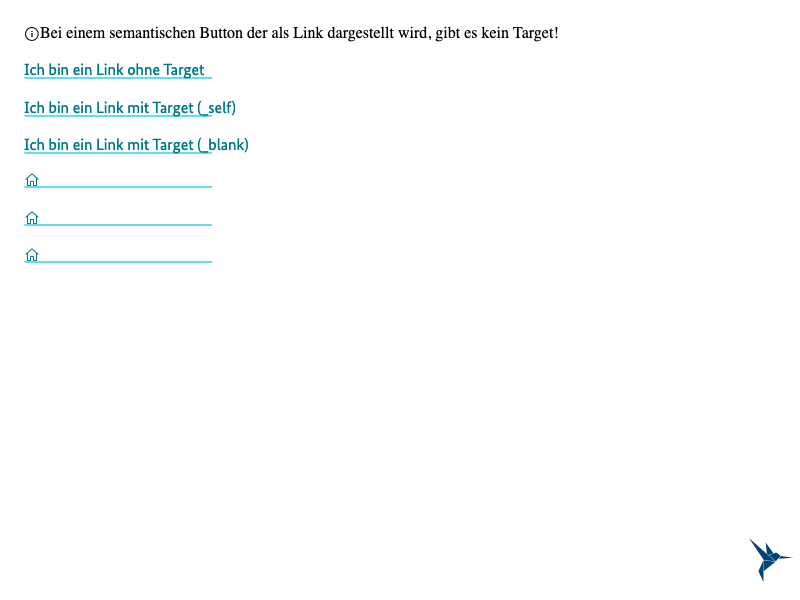 Bei einem semantischen Button der als Link dargestellt wird, gibt es kein Target!
Ich bin ein Link ohne Target
Ich bin ein Link mit Target (_self)
Ich bin ein Link mit Target (_blank)